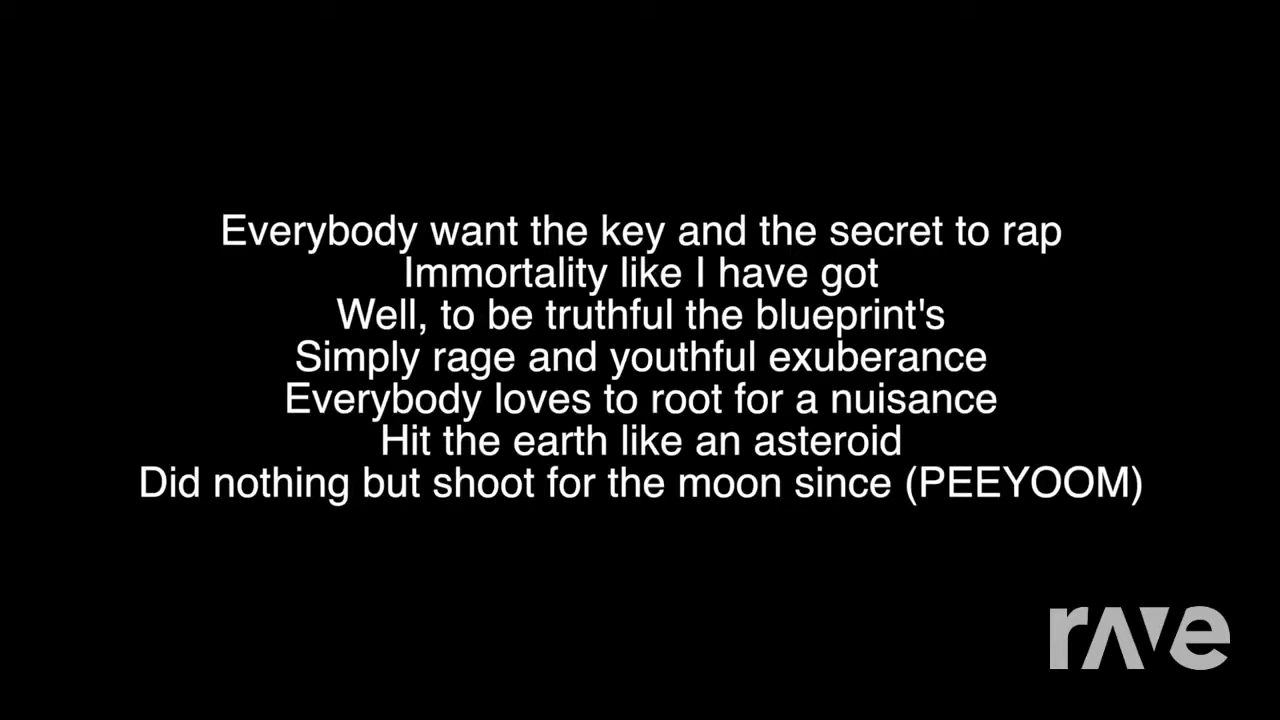 Everybody want the key and the secret to rap
Immortality like I have got
Well, to be truthful the blueprint's
Simply rage and youthful exuberance
Everybody loves to root for a nuisance
Hit the earth like an asteroid
Did nothing but shoot for the moon since (PEEYOOM)
rave